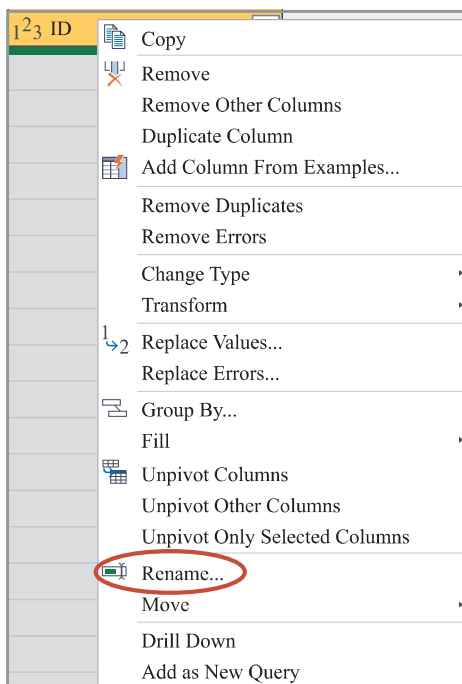 123 ID
Copy
Remove
Remove Other Columns
Duplicate Column
Add Column From Examples...
Remove Duplicates
Remove Errors
Change Type
Transform
1
2
Replace Values...
Replace Errors...
Group By...
Fill
Unpivot Columns
Unpivot Other Columns
Unpivot Only Selected Columns
Rename...
Move
Drill Down
Add as New Query